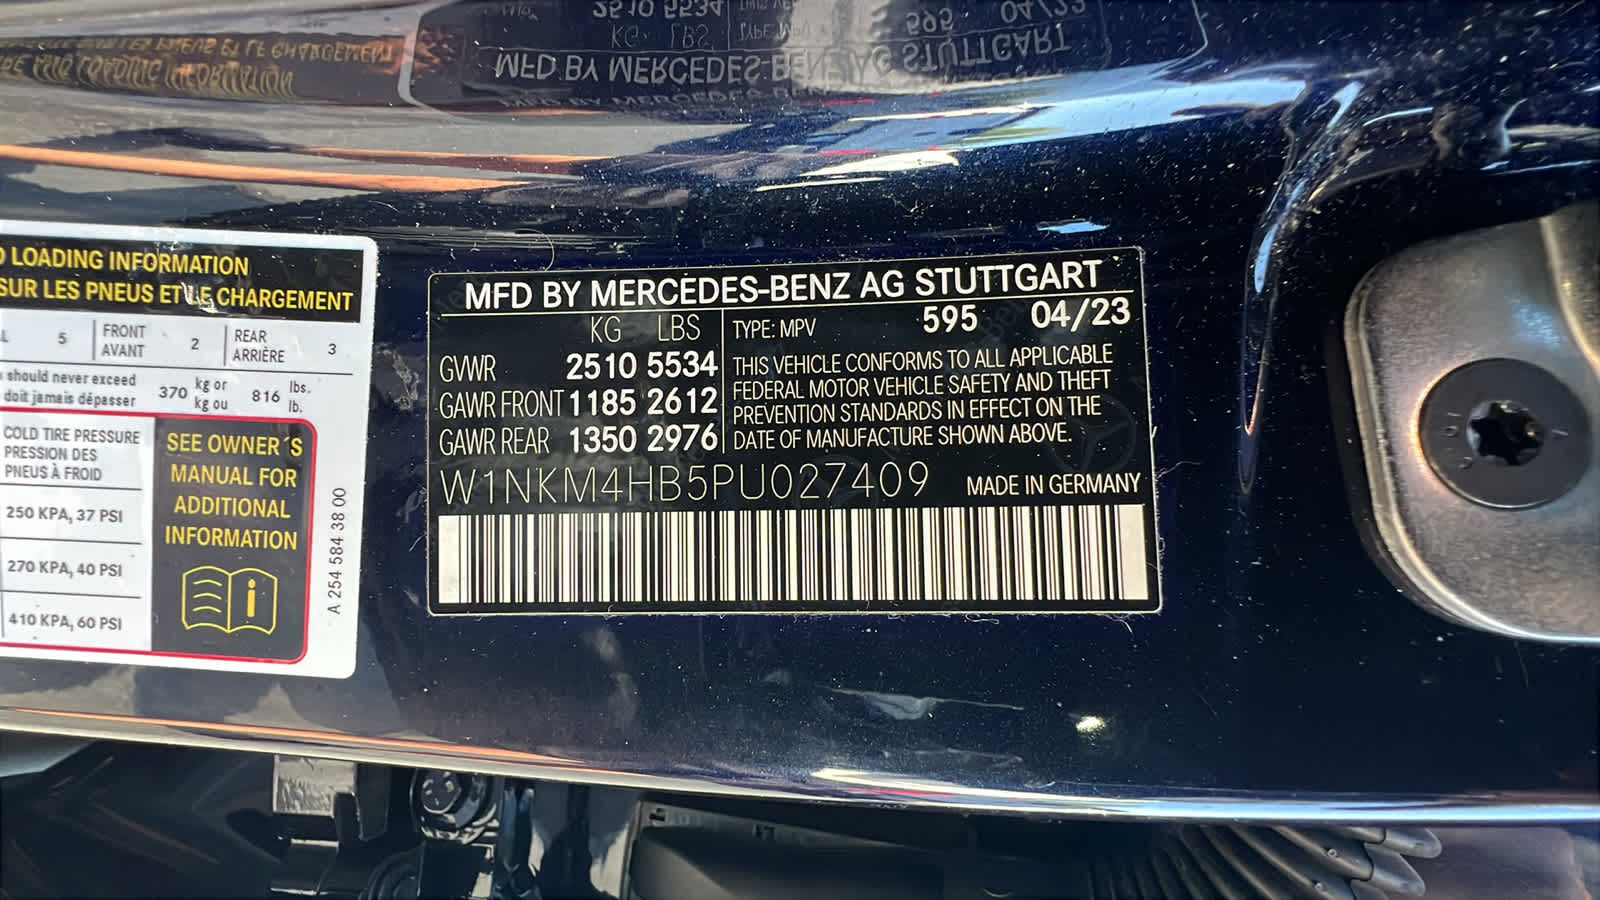 LOADING INFORMATION
SUR LES PNEUS ET LE CHARGEMENT
5 FRONT AVANT 2 REAR ARRIÈRE 3
should never exceed
doit jamais dépasser
370 kg or kg ou 816 lbs. lb.
COLD TIRE PRESSURE
PRESSION DES
PNEUS À FROID
250 KPA, 37 PSI
270 KPA, 40 PSI
410 KPA, 60 PSI
SEE OWNER´S
MANUAL FOR
ADDITIONAL
INFORMATION
A 254 584 38 00
MFD BY MERCEDES-BENZ AG STUTTGART
KG LBS TYPE: MPV 595 04/23
GVWR 2510 5534
GAWR FRONT 1185 2612
GAWR REAR 1350 2976
THIS VEHICLE CONFORMS TO ALL APPLICABLE
FEDERAL MOTOR VEHICLE SAFETY AND THEFT
PREVENTION STANDARDS IN EFFECT ON THE
DATE OF MANUFACTURE SHOWN ABOVE.
W1NKM4HB5PU027409 MADE IN GERMANY